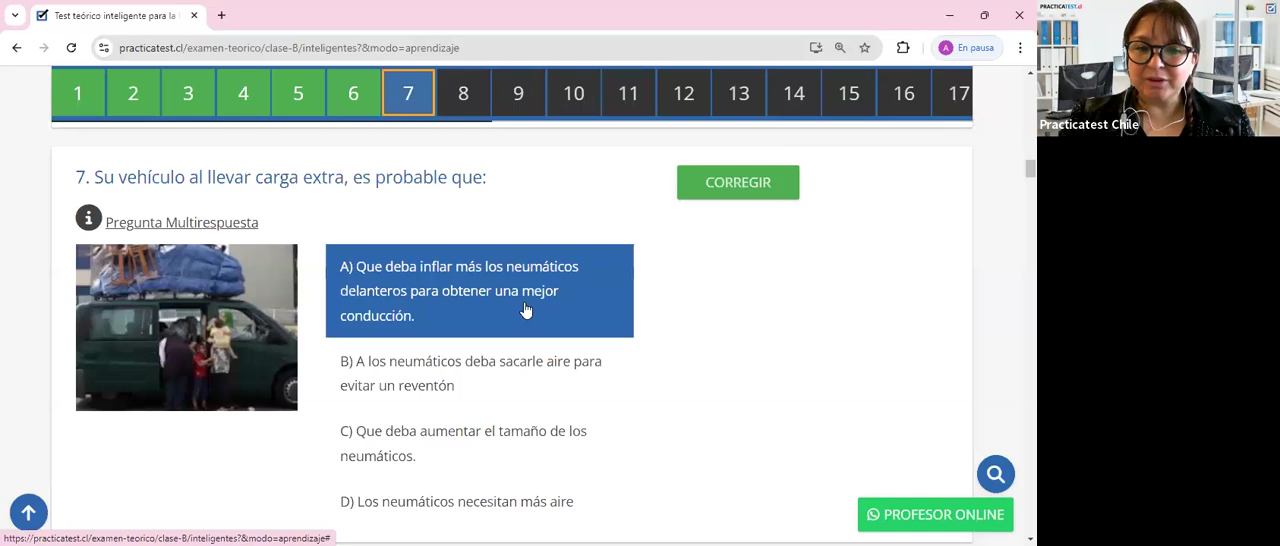 Test teórico inteligente para la
practicatest.cl/examen-teorico/clase-B/inteligentes?&modo=aprendizaje
A
En pausa
PRACTICATEST.cl
Practicatest Chile
1 2 3 4 5 6 7 8 9 10 11 12 13 14 15 16 17
7. Su vehículo al llevar carga extra, es probable que:
CORREGIR
Pregunta Multirespuesta
A) Que deba inflar más los neumáticos
delanteros para obtener una mejor
conducción.
B) A los neumáticos deba sacarle aire para
evitar un reventón
C) Que deba aumentar el tamaño de los
neumáticos.
D) Los neumáticos necesitan más aire
PROFESOR ONLINE
https://practicatest.cl/examen-teorico/clase-B/inteligentes?&modo=aprendizaje#